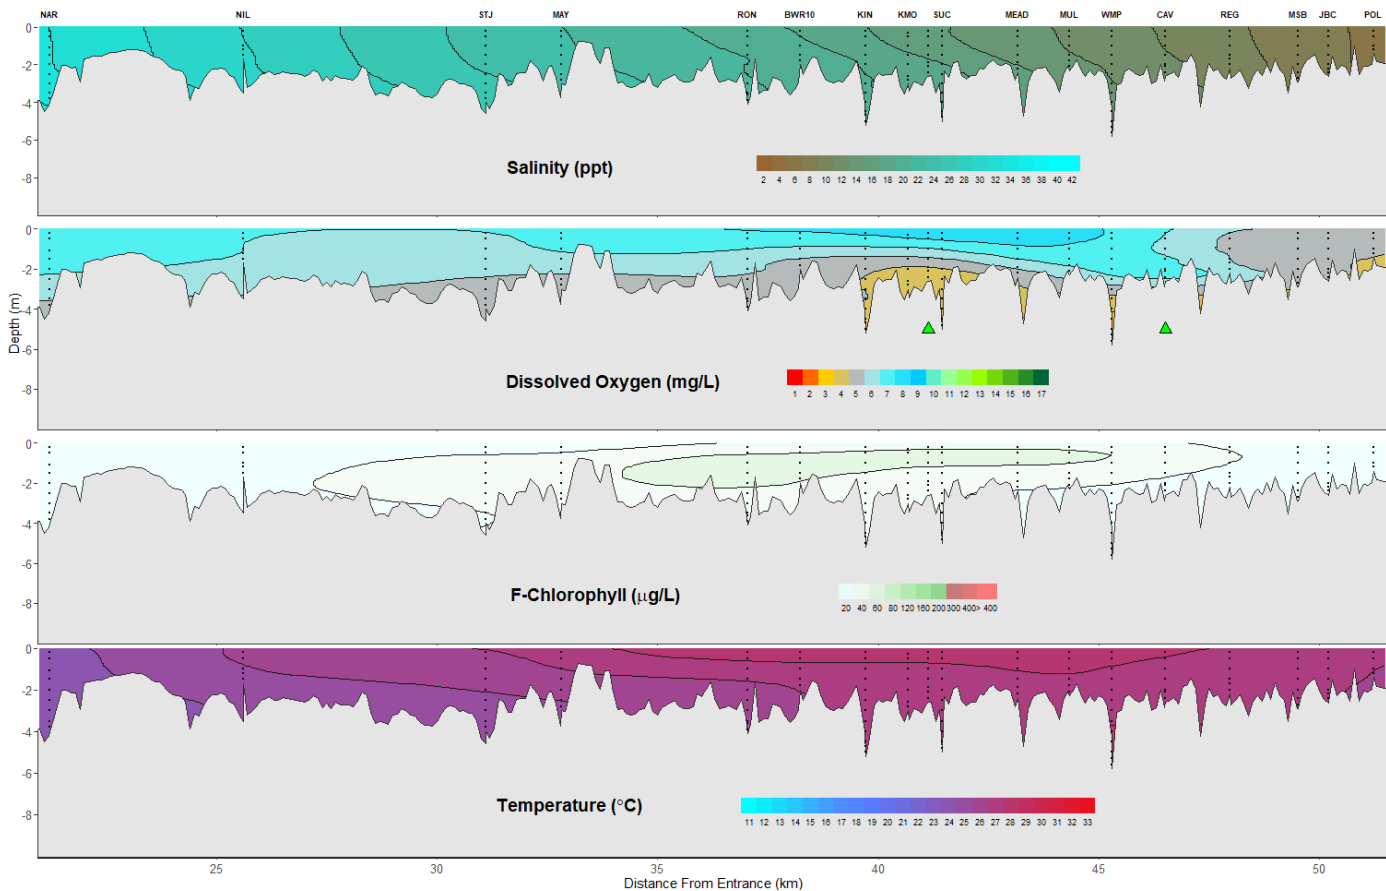 NAR NIL STJ MAY RON BWR10 KIN KMO SUC MEAD MUL WMP CAV REG MSB JBC POL
0
-2
-4
-6
-8
Salinity (ppt)
2 4 6 8 10 12 14 16 18 20 22 24 26 28 30 32 34 36 38 40 42
0
-2
-4
-6
-8
Depth (m)
Dissolved Oxygen (mg/L)
1 2 3 4 5 6 7 8 9 10 11 12 13 14 15 16 17
0
-2
-4
-6
-8
F-Chlorophyll (μg/L)
20 40 60 80 120 160 200 300 400 > 400
0
-2
-4
-6
-8
Temperature (°C)
11 12 13 14 15 16 17 18 19 20 21 22 23 24 25 26 27 28 29 30 31 32 33
25 30 35 40 45 50
Distance From Entrance (km)